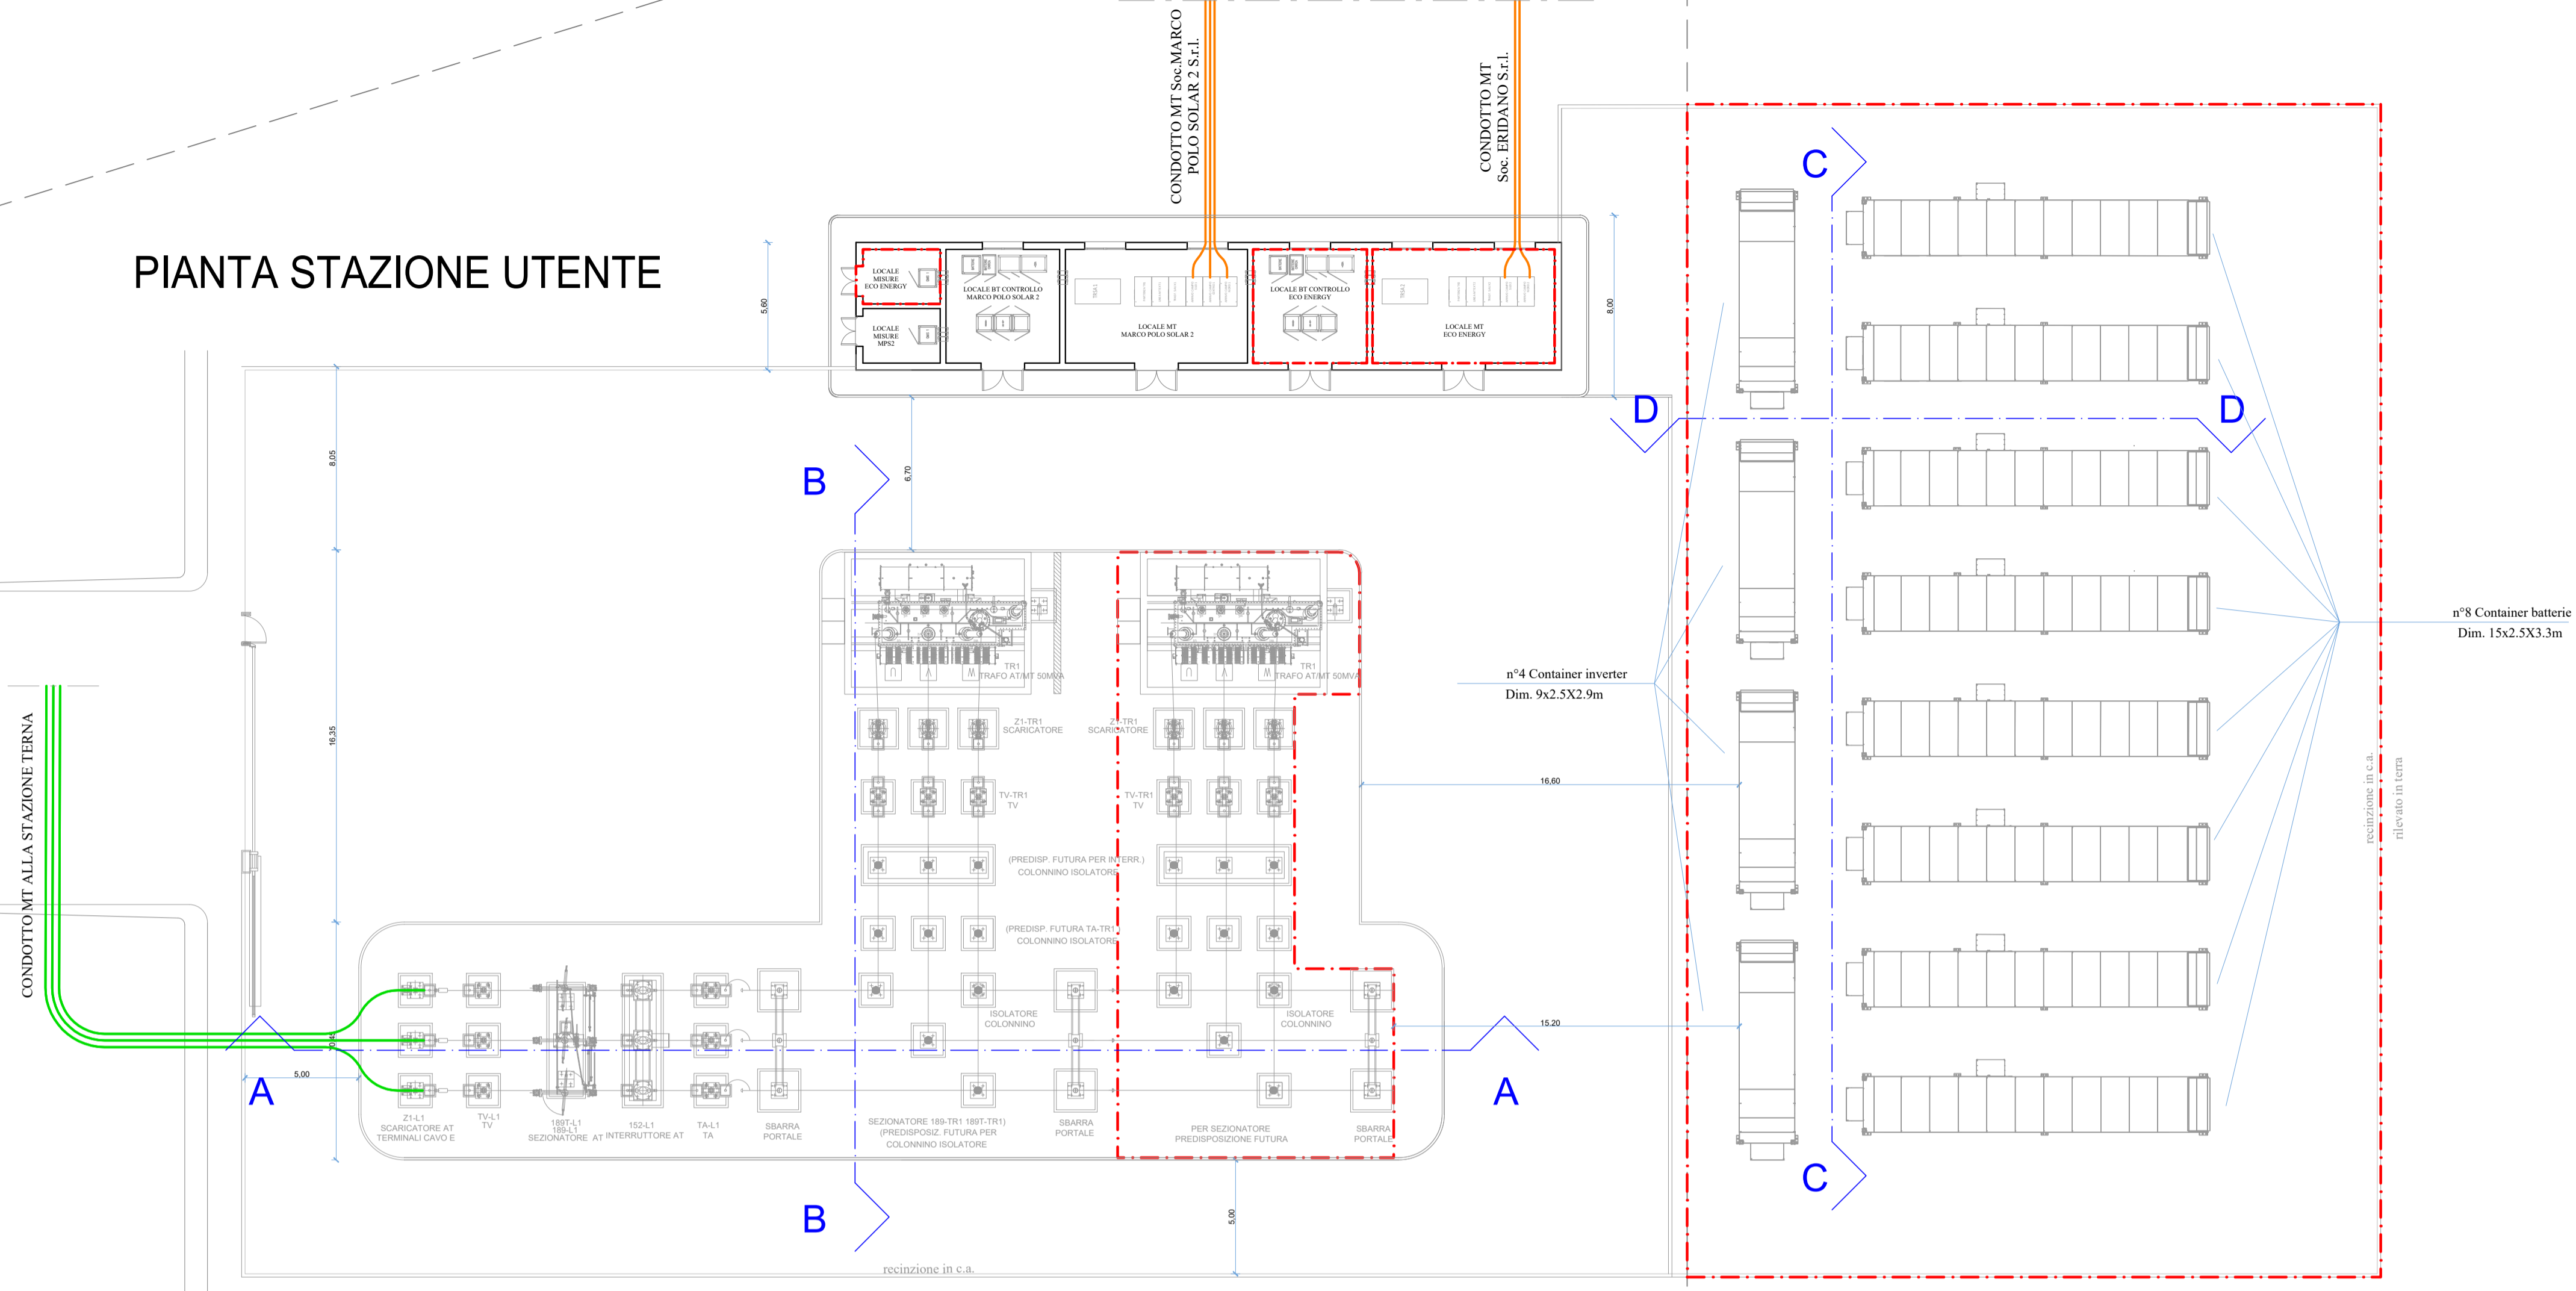 PIANTA STAZIONE UTENTE
CONDOTTO MT Soc.MARCO
POLO SOLAR 2 S.r.l.
CONDOTTO MT
Soc. ERIDANO S.r.l.
LOCALE
MISURE
ECO ENERGY
LOCALE
MISURE
MPS2
LOCALE BT CONTROLLO
MARCO POLO SOLAR 2
LOCALE MT
MARCO POLO SOLAR 2
LOCALE BT CONTROLLO
ECO ENERGY
LOCALE MT
ECO ENERGY
5,60
8,00
8,05
6,70
16,35
B
B
C
C
D
D
A
A
TR1
TRAFO AT/MT 50MVA
TR1
TRAFO AT/MT 50MVA
Z1-TR1
SCARICATORE
Z1-TR1
SCARICATORE
TV-TR1
TV
TV-TR1
TV
(PREDISP. FUTURA PER INTERR.)
COLONNINO ISOLATORE
(PREDISP. FUTURA TA-TR1)
COLONNINO ISOLATORE
ISOLATORE
COLONNINO
ISOLATORE
COLONNINO
n°4 Container inverter
Dim. 9x2.5X2.9m
n°8 Container batterie
Dim. 15x2.5X3.3m
16,60
15,20
5,00
5,00
CONDOTTO MT ALLA STAZIONE TERNA
Z1-L1
SCARICATORE AT
TERMINALI CAVO E
TV-L1
TV
189T-L1
189-L1
SEZIONATORE AT
152-L1
INTERRUTTORE AT
TA-L1
TA
SBARRA
PORTALE
SEZIONATORE 189-TR1 189T-TR1)
(PREDISPOSIZ. FUTURA PER
COLONNINO ISOLATORE
SBARRA
PORTALE
PER SEZIONATORE
PREDISPOSIZIONE FUTURA
SBARRA
PORTALE
recinzione in c.a.
recinzione in c.a.
rilevato in terra